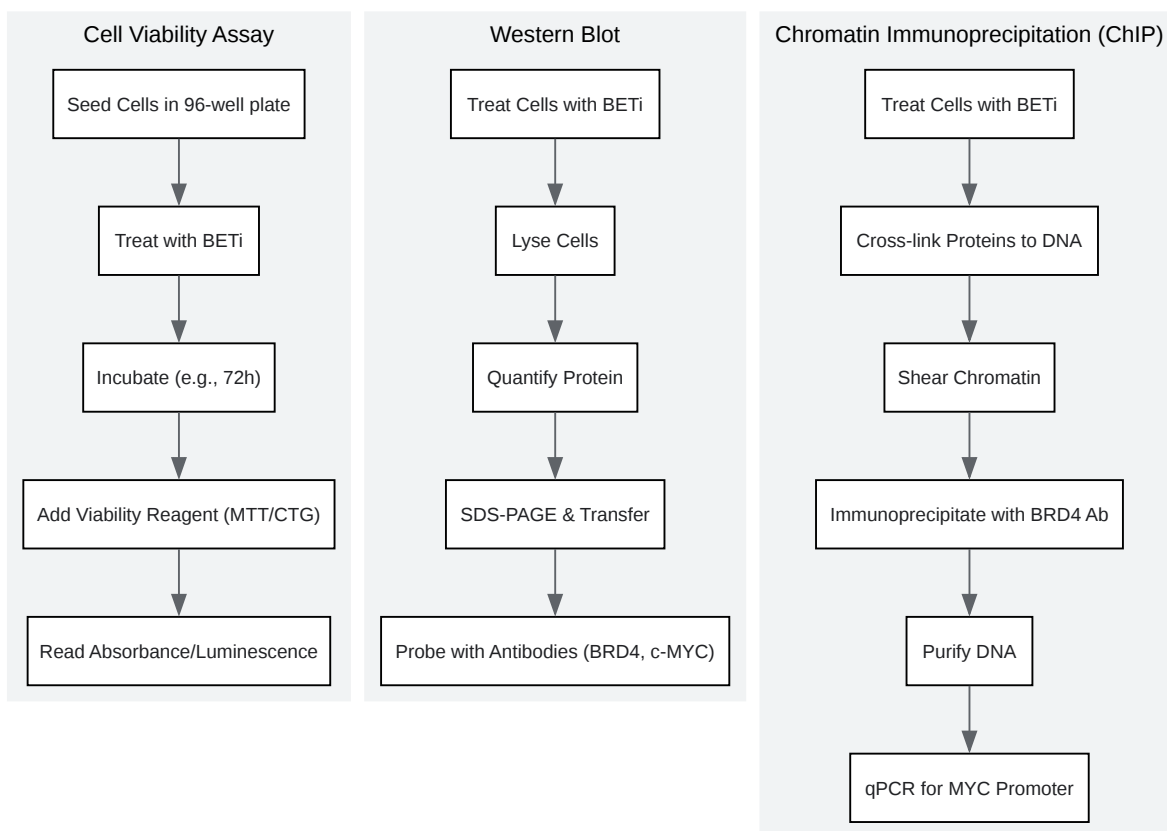 Cell Viability Assay
Seed Cells in 96-well plate
Treat with BETi
Incubate (e.g., 72h)
Add Viability Reagent (MTT/CTG)
Read Absorbance/Luminescence
Western Blot
Treat Cells with BETi
Lyse Cells
Quantify Protein
SDS-PAGE & Transfer
Probe with Antibodies (BRD4, c-MYC)
Chromatin Immunoprecipitation (ChIP)
Treat Cells with BETi
Cross-link Proteins to DNA
Shear Chromatin
Immunoprecipitate with BRD4 Ab
Purify DNA
qPCR for MYC Promoter